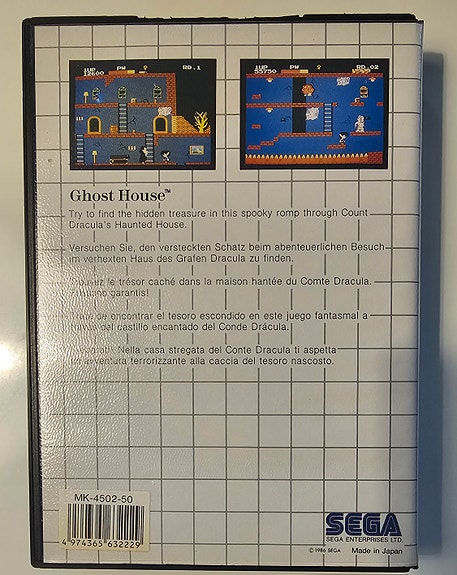 1UP PW RD.1
12600
1UP PW RD.02
55750
Ghost House™
Try to find the hidden treasure in this spooky romp through Count
Dracula's Haunted House.
Versuchen Sie, den versteckten Schatz beim abenteuerlichen Besuch
im verhexten Haus des Grafen Dracula zu finden.
le trésor caché dans la maison hantée du Comte Dracula.
garantis!
de encontrar el tesoro escondido en este juego fantasmal a
del castillo encantado del Conde Drácula.
Nella casa stregata del Conte Dracula ti aspetta
terrorizzante alla caccia del tesoro nascosto.
MK-4502-50
4 974365 632229
SEGA
SEGA ENTERPRISES LTD.
©1986 SEGA Made in Japan